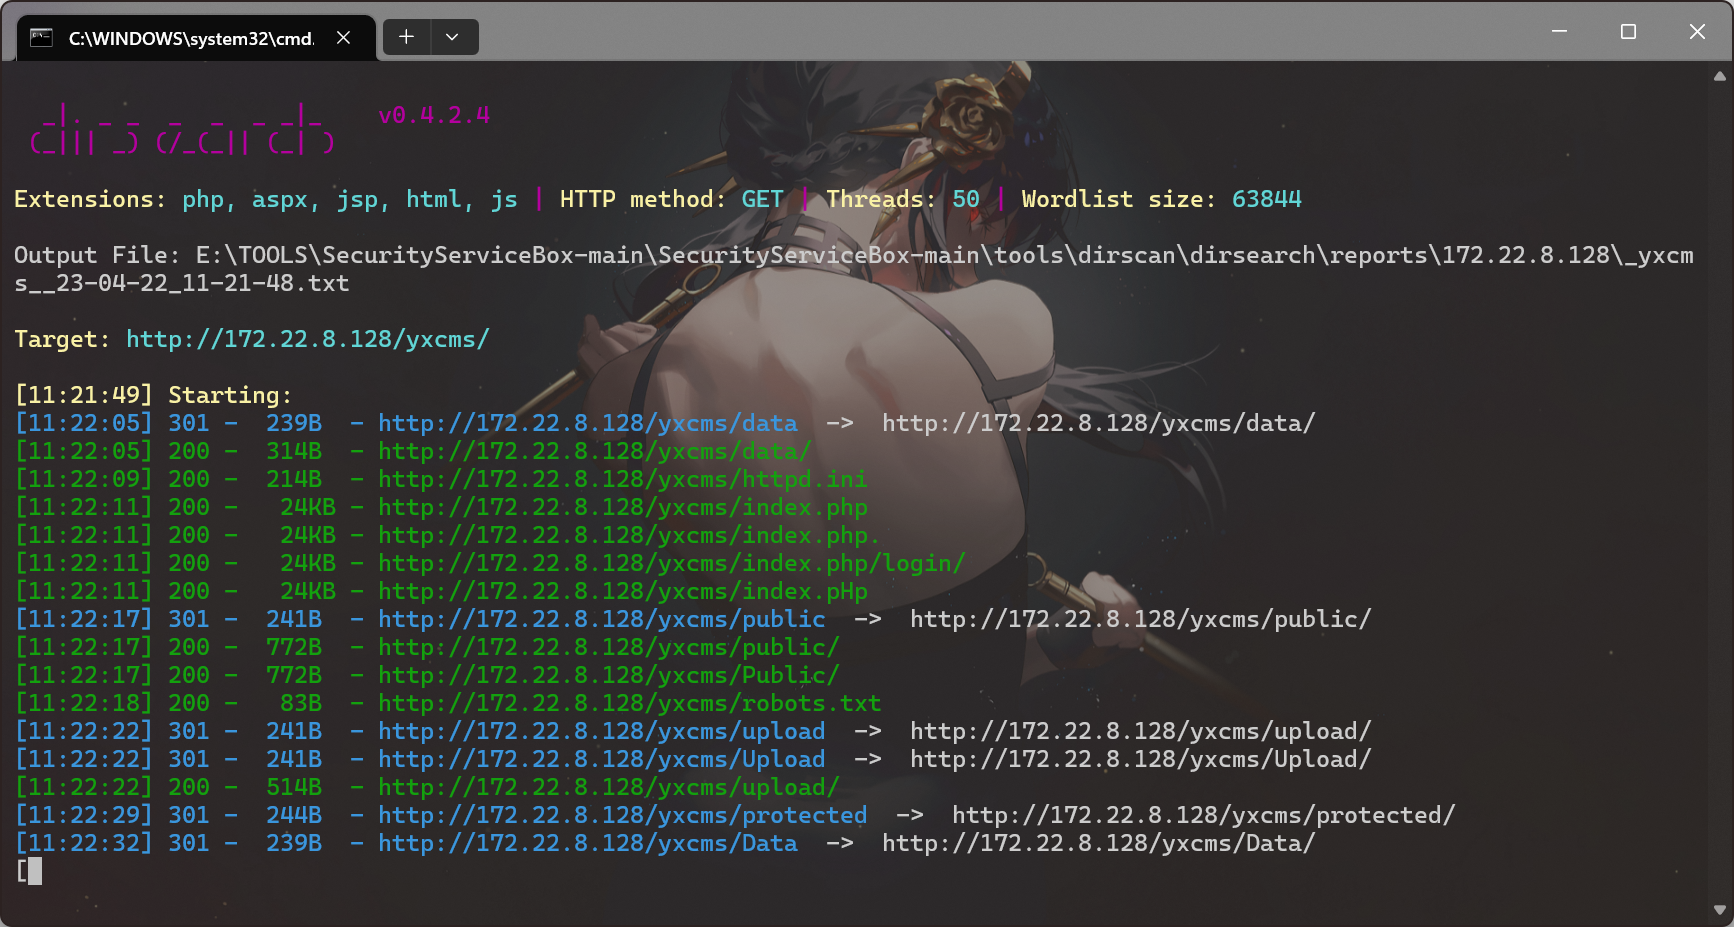 C:\WINDOWS\system32\cmd.
 _|. _ _  _  _  _ _|_    v0.4.2.4
(_||| _) (/_(_|| (_| )
Extensions: php, aspx, jsp, html, js | HTTP method: GET | Threads: 50 | Wordlist size: 63844
Output File: E:\TOOLS\SecurityServiceBox-main\SecurityServiceBox-main\tools\dirscan\dirsearch\reports\172.22.8.128\_yxcm
s__23-04-22_11-21-48.txt
Target: http://172.22.8.128/yxcms/
[11:21:49] Starting:
[11:22:05] 301 -  239B  - http://172.22.8.128/yxcms/data  ->  http://172.22.8.128/yxcms/data/
[11:22:05] 200 -  314B  - http://172.22.8.128/yxcms/data/
[11:22:09] 200 -  214B  - http://172.22.8.128/yxcms/httpd.ini
[11:22:11] 200 -   24KB - http://172.22.8.128/yxcms/index.php
[11:22:11] 200 -   24KB - http://172.22.8.128/yxcms/index.php.
[11:22:11] 200 -   24KB - http://172.22.8.128/yxcms/index.php/login/
[11:22:11] 200 -   24KB - http://172.22.8.128/yxcms/index.pHp
[11:22:17] 301 -  241B  - http://172.22.8.128/yxcms/public  ->  http://172.22.8.128/yxcms/public/
[11:22:17] 200 -  772B  - http://172.22.8.128/yxcms/public/
[11:22:17] 200 -  772B  - http://172.22.8.128/yxcms/Public/
[11:22:18] 200 -   83B  - http://172.22.8.128/yxcms/robots.txt
[11:22:22] 301 -  241B  - http://172.22.8.128/yxcms/upload  ->  http://172.22.8.128/yxcms/upload/
[11:22:22] 301 -  241B  - http://172.22.8.128/yxcms/Upload  ->  http://172.22.8.128/yxcms/Upload/
[11:22:22] 200 -  514B  - http://172.22.8.128/yxcms/upload/
[11:22:29] 301 -  244B  - http://172.22.8.128/yxcms/protected  ->  http://172.22.8.128/yxcms/protected/
[11:22:32] 301 -  239B  - http://172.22.8.128/yxcms/Data  ->  http://172.22.8.128/yxcms/Data/
[